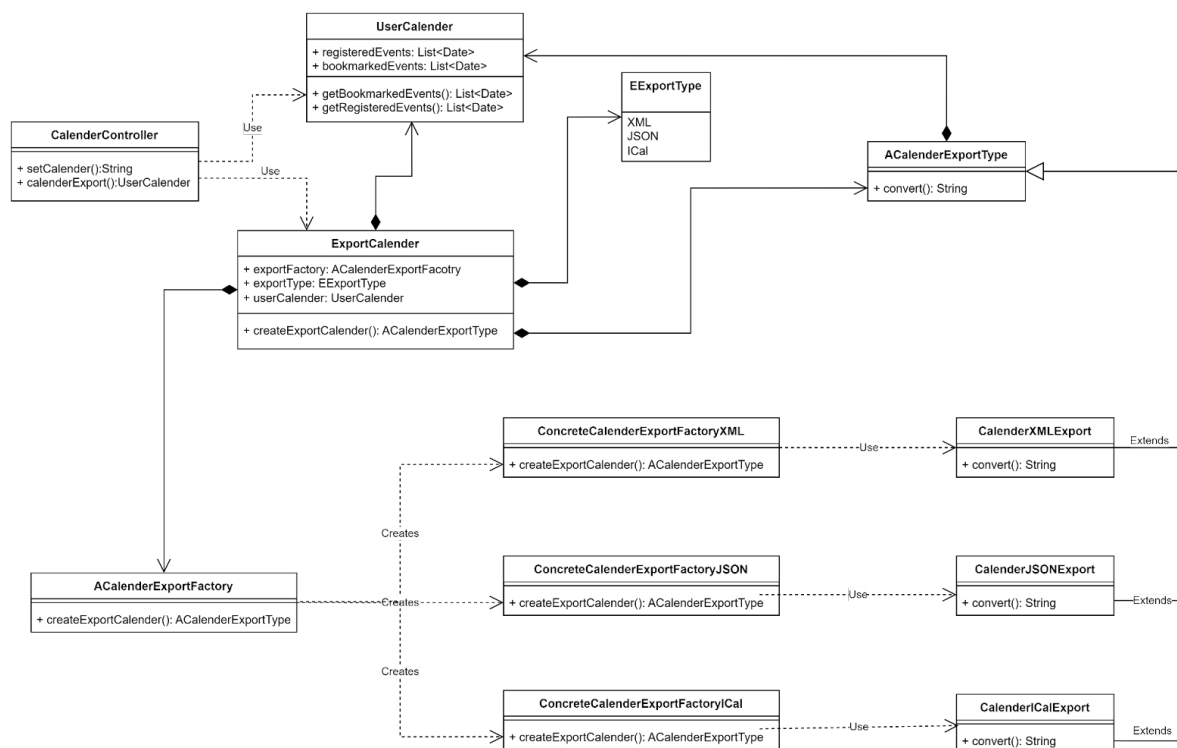 UserCalender
+ registeredEvents: List<Date>
+ bookmarkedEvents: List<Date>
+ getBookmarkedEvents(): List<Date>
+ getRegisteredEvents(): List<Date>
EExportType
XML
JSON
ICal
CalenderController
+ setCalender():String
+ calenderExport():UserCalender
Use
Use
ACalenderExportType
+ convert(): String
ExportCalender
+ exportFactory: ACalenderExportFacotry
+ exportType: EExportType
+ userCalender: UserCalender
+ createExportCalender(): ACalenderExportType
ConcreteCalenderExportFactoryXML
+ createExportCalender(): ACalenderExportType
Use
CalenderXMLExport
+ convert(): String
Extends
Creates
ACalenderExportFactory
+ createExportCalender(): ACalenderExportType
Creates
ConcreteCalenderExportFactoryJSON
+ createExportCalender(): ACalenderExportType
Use
CalenderJSONExport
+ convert(): String
Extends
Creates
ConcreteCalenderExportFactoryICal
+ createExportCalender(): ACalenderExportType
Use
CalenderICalExport
+ convert(): String
Extends